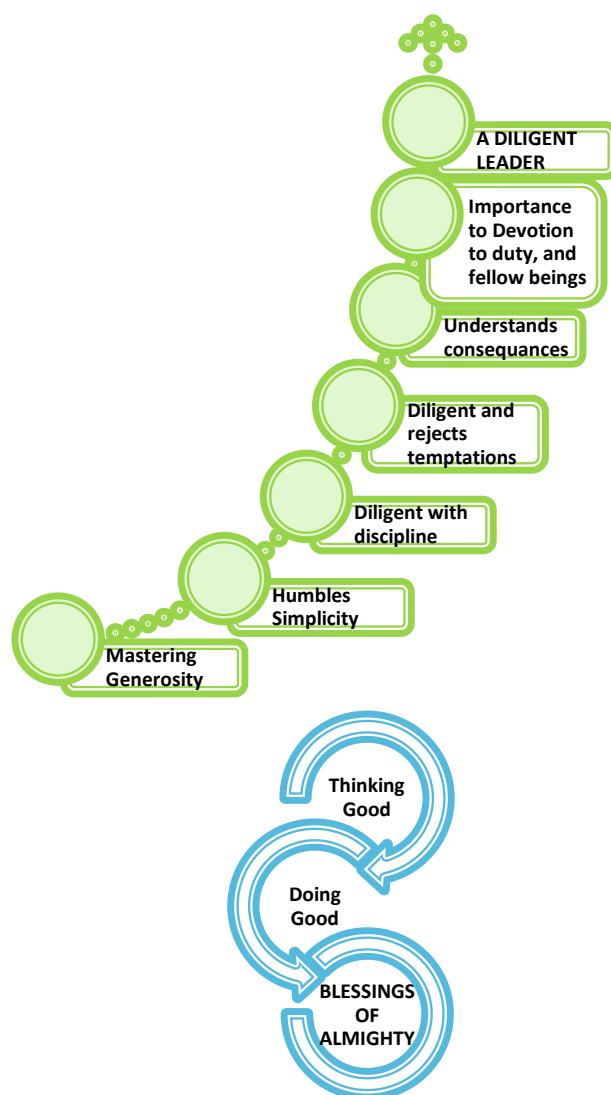 A DILIGENT
LEADER
Importance
to Devotion
to duty, and
fellow beings
Understands
consequances
Diligent and
rejects
temptations
Diligent with
discipline
Humbles
Simplicity
Mastering
Generosity
Thinking
Good
Doing
Good
BLESSINGS
OF
ALMIGHTY